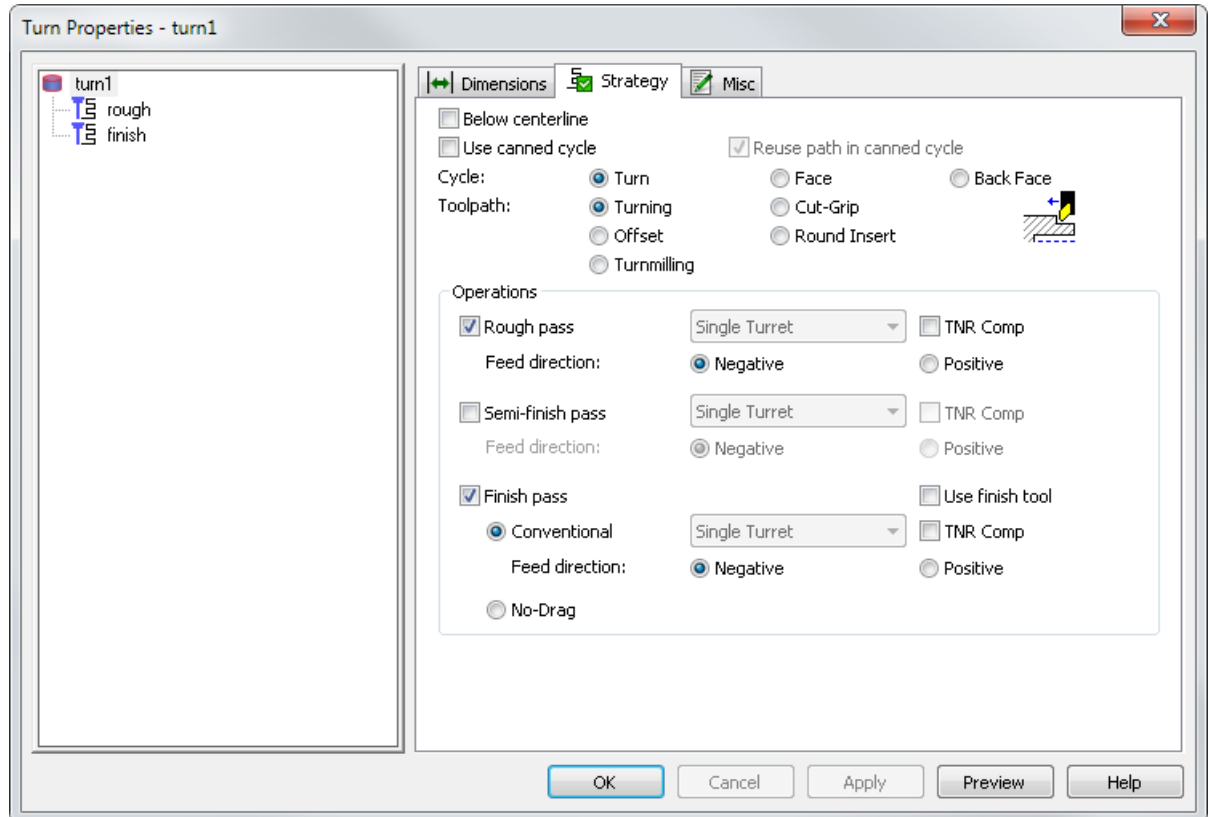 Turn Properties - turn1
turn1
rough
finish
Dimensions Strategy Misc
Below centerline
Use canned cycle Reuse path in canned cycle
Cycle: Turn Face Back Face
Toolpath: Turning Cut-Grip
Offset Round Insert
Turnmilling
Operations
Rough pass Single Turret TNR Comp
Feed direction: Negative Positive
Semi-finish pass Single Turret TNR Comp
Feed direction: Negative Positive
Finish pass Use finish tool
Conventional Single Turret TNR Comp
Feed direction: Negative Positive
No-Drag
OK Cancel Apply Preview Help